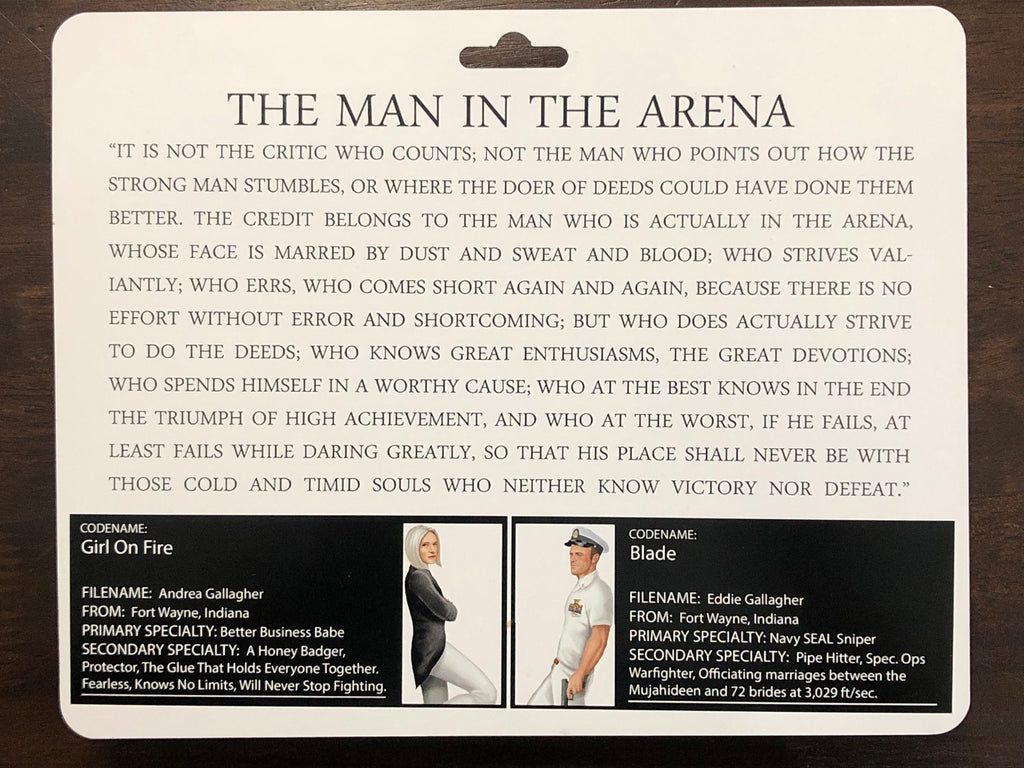 THE MAN IN THE ARENA
“IT IS NOT THE CRITIC WHO COUNTS; NOT THE MAN WHO POINTS OUT HOW THE
STRONG MAN STUMBLES, OR WHERE THE DOER OF DEEDS COULD HAVE DONE THEM
BETTER. THE CREDIT BELONGS TO THE MAN WHO IS ACTUALLY IN THE ARENA,
WHOSE FACE IS MARRED BY DUST AND SWEAT AND BLOOD; WHO STRIVES VAL-
IANTLY; WHO ERRS, WHO COMES SHORT AGAIN AND AGAIN, BECAUSE THERE IS NO
EFFORT WITHOUT ERROR AND SHORTCOMING; BUT WHO DOES ACTUALLY STRIVE
TO DO THE DEEDS; WHO KNOWS GREAT ENTHUSIASMS, THE GREAT DEVOTIONS;
WHO SPENDS HIMSELF IN A WORTHY CAUSE; WHO AT THE BEST KNOWS IN THE END
THE TRIUMPH OF HIGH ACHIEVEMENT, AND WHO AT THE WORST, IF HE FAILS, AT
LEAST FAILS WHILE DARING GREATLY, SO THAT HIS PLACE SHALL NEVER BE WITH
THOSE COLD AND TIMID SOULS WHO NEITHER KNOW VICTORY NOR DEFEAT.”
CODENAME:
Girl On Fire
FILENAME: Andrea Gallagher
FROM: Fort Wayne, Indiana
PRIMARY SPECIALTY: Better Business Babe
SECONDARY SPECIALTY: A Honey Badger,
Protector, The Glue That Holds Everyone Together.
Fearless, Knows No Limits, Will Never Stop Fighting.
CODENAME:
Blade
FILENAME: Eddie Gallagher
FROM: Fort Wayne, Indiana
PRIMARY SPECIALTY: Navy SEAL Sniper
SECONDARY SPECIALTY: Pipe Hitter, Spec. Ops
Warfighter, Officiating marriages between the
Mujahideen and 72 brides at 3,029 ft/sec.